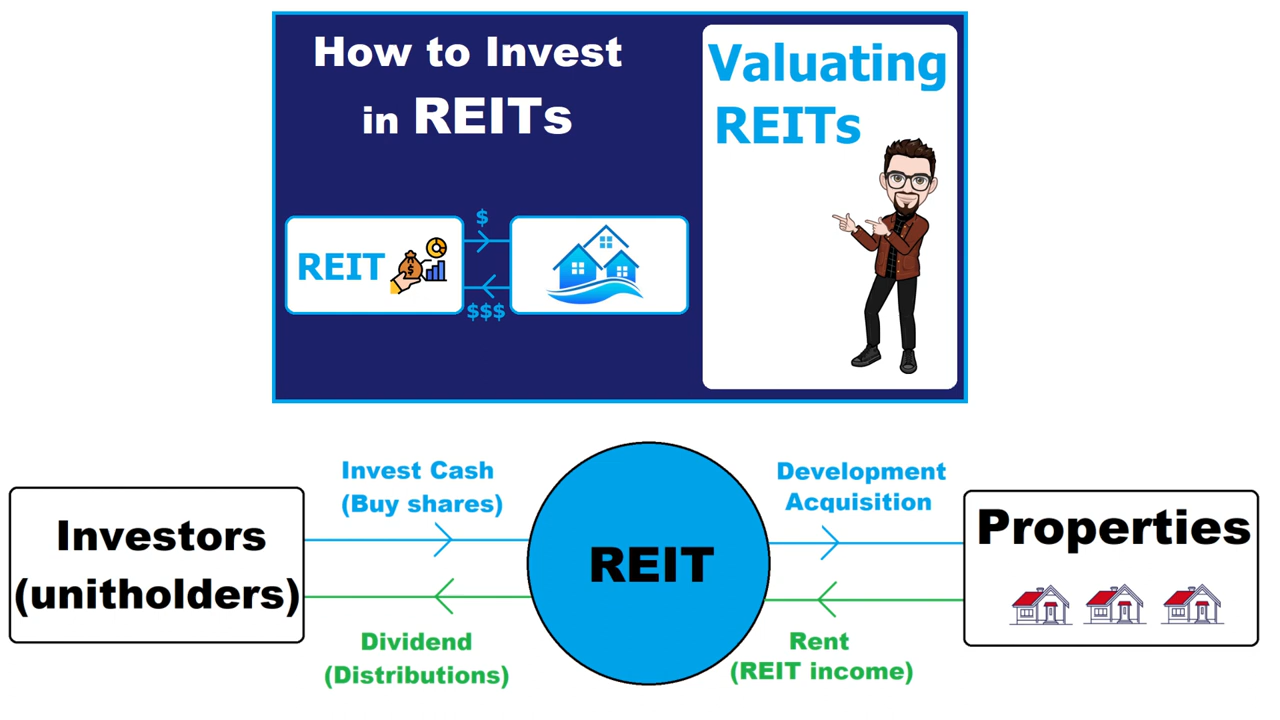 How to Invest
in REITs
Valuating
REITs
$
REIT
$
$$$
Invest Cash
(Buy shares)
Development
Acquisition
Investors
(unitholders)
REIT
Properties
Dividend
(Distributions)
Rent
(REIT income)